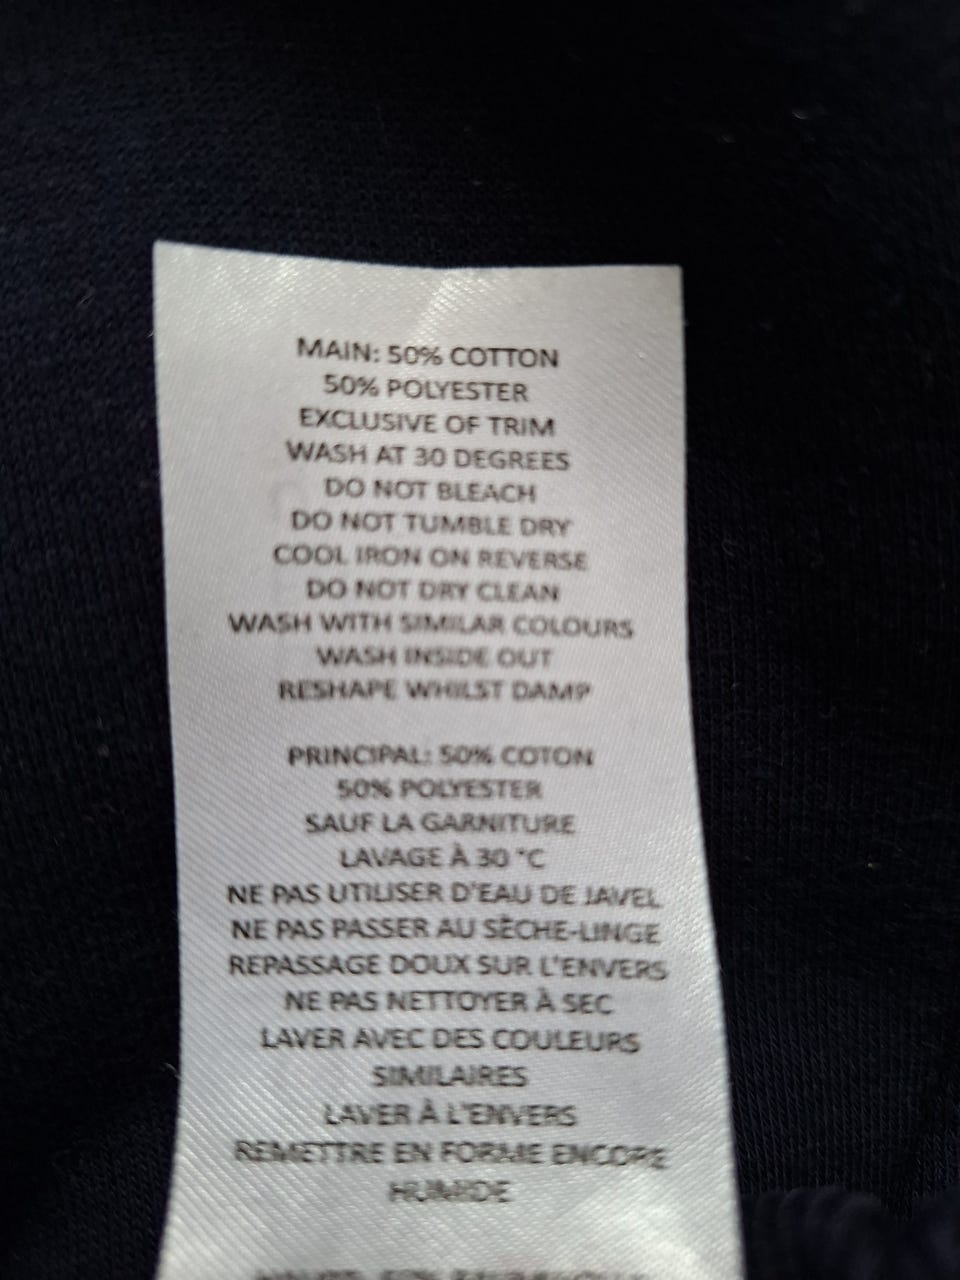 MAIN: 50% COTTON
50% POLYESTER
EXCLUSIVE OF TRIM
WASH AT 30 DEGREES
DO NOT BLEACH
DO NOT TUMBLE DRY
COOL IRON ON REVERSE
DO NOT DRY CLEAN
WASH WITH SIMILAR COLOURS
WASH INSIDE OUT
RESHAPE WHILST DAMP
PRINCIPAL: 50% COTON
50% POLYESTER
SAUF LA GARNITURE
LAVAGE À 30 °C
NE PAS UTILISER D'EAU DE JAVEL
NE PAS PASSER AU SÈCHE-LINGE
REPASSAGE DOUX SUR L'ENVERS
NE PAS NETTOYER À SEC
LAVER AVEC DES COULEURS
SIMILAIRES
LAVER À L'ENVERS
REMETTRE EN FORME ENCORE
HUMIDE